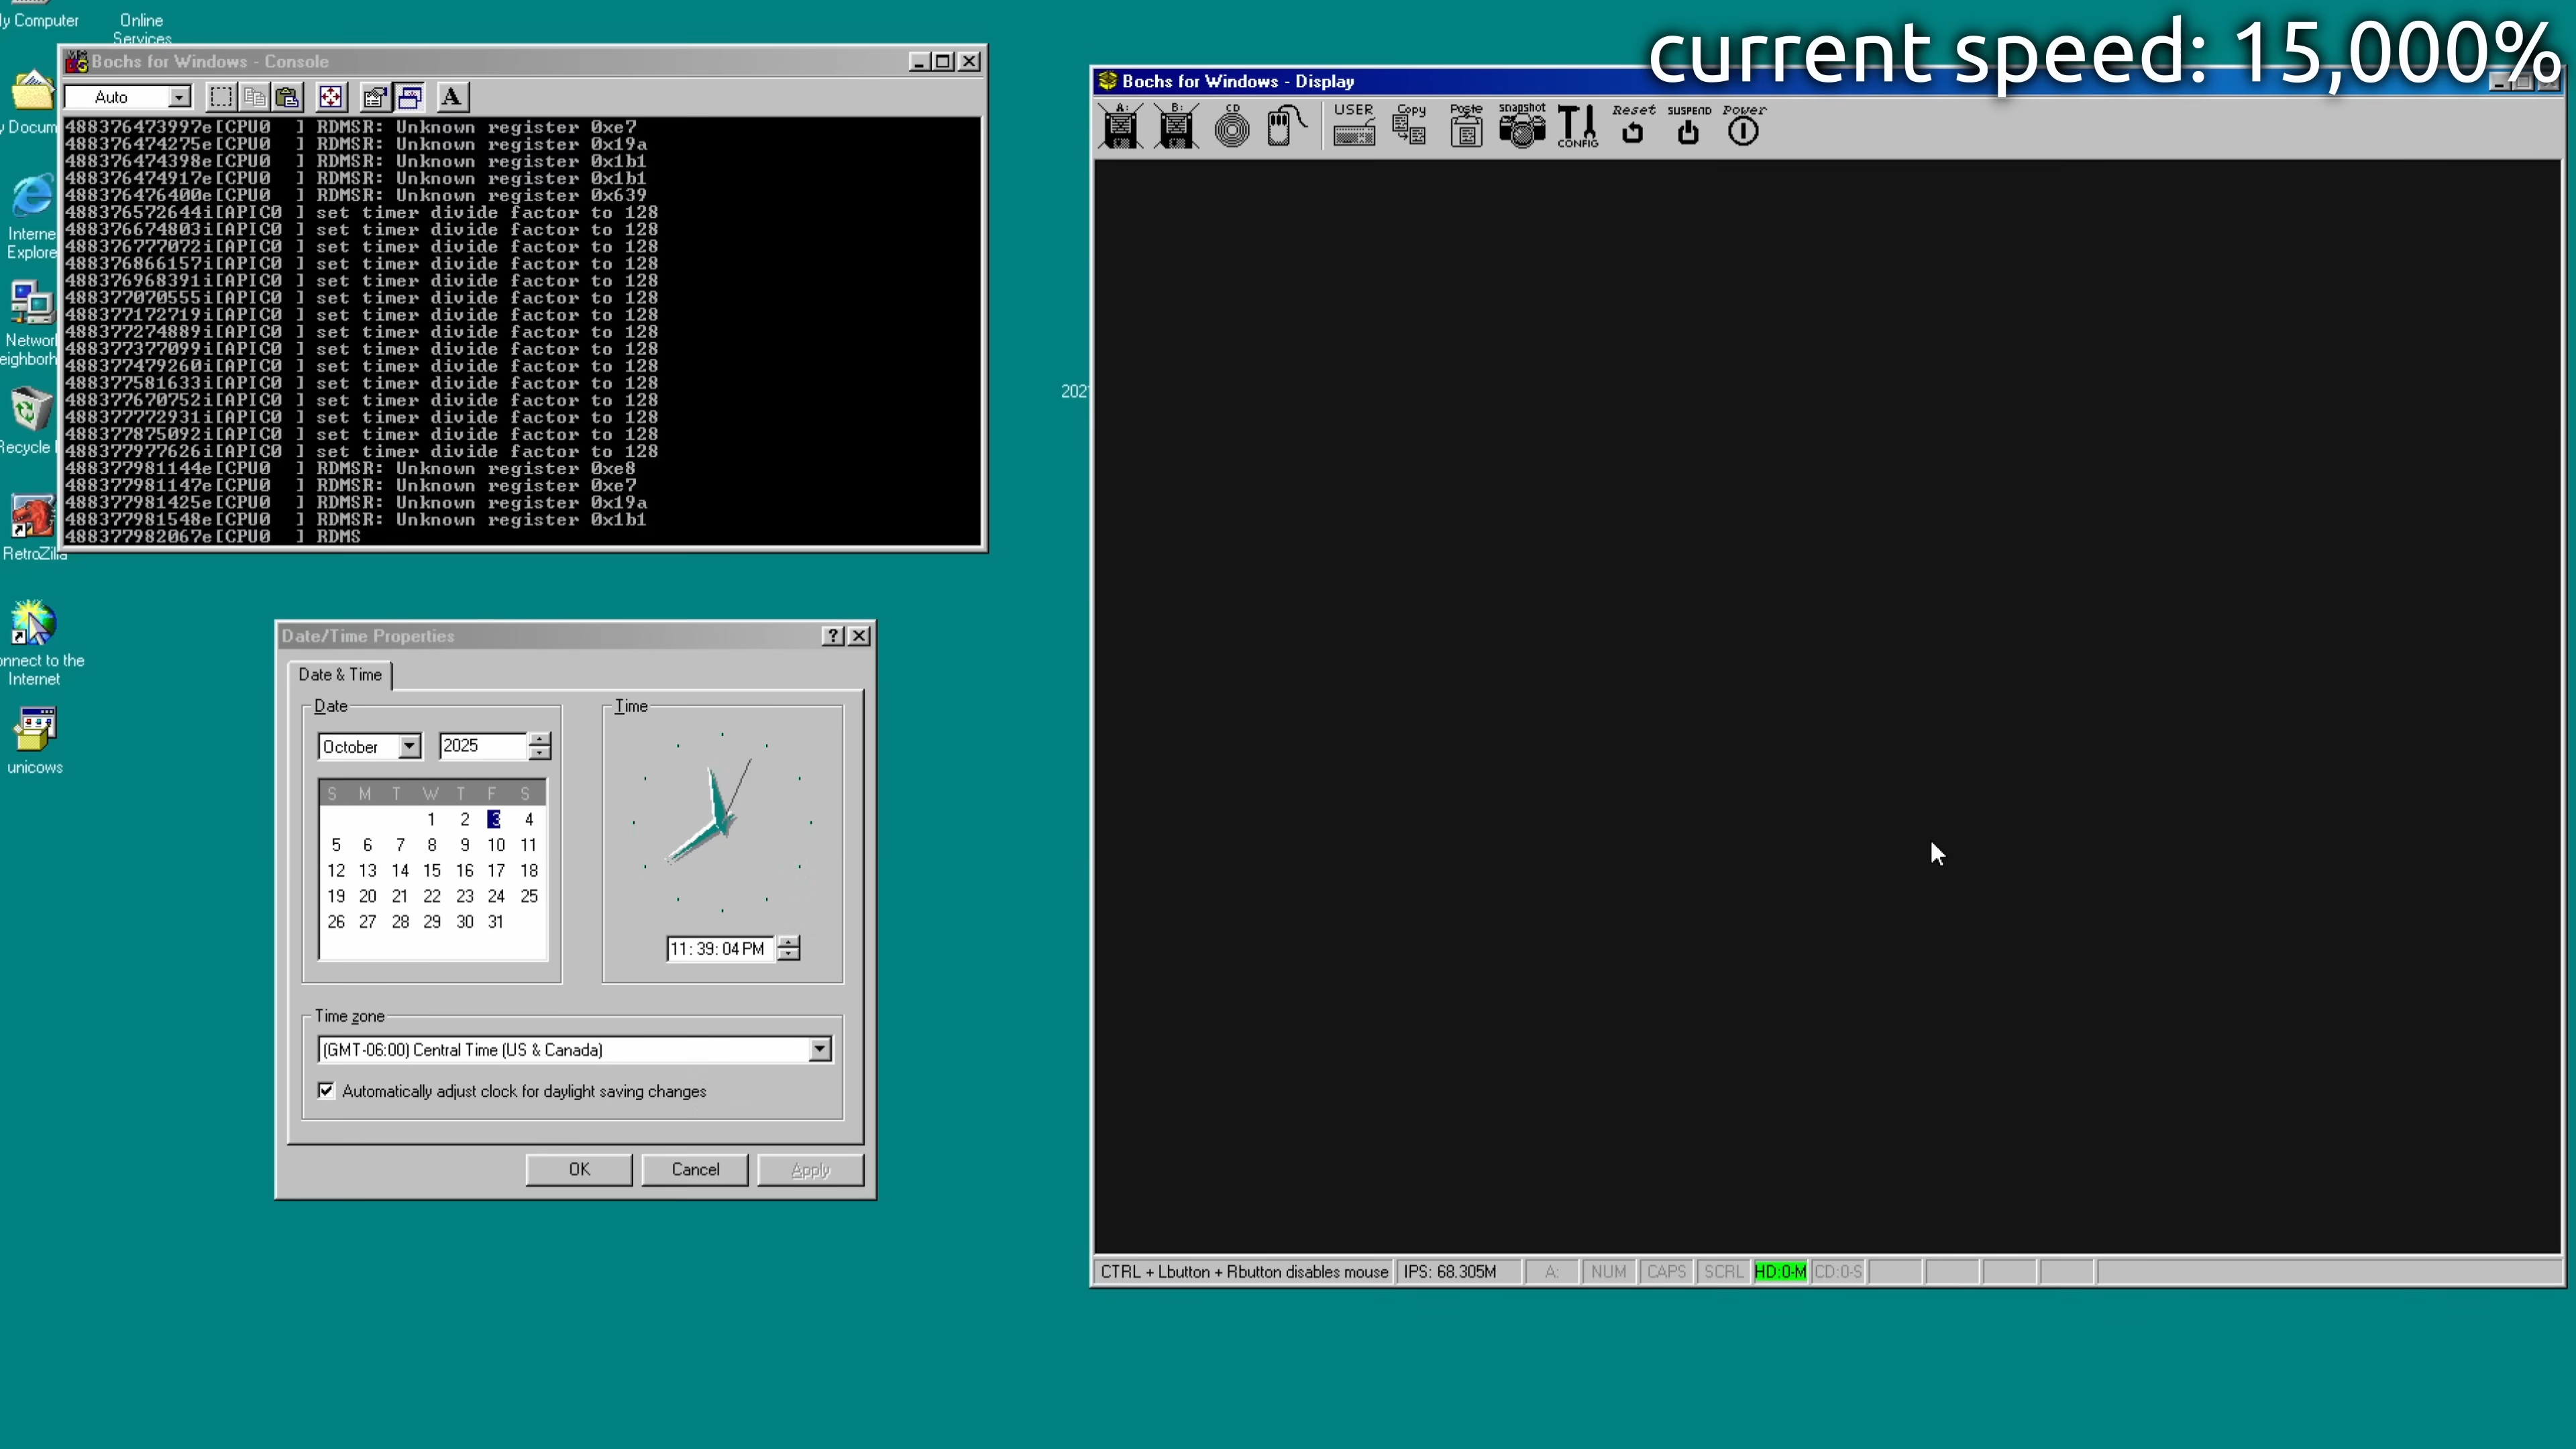 current speed: 15,000%
ly Computer
Online
Services
y Docum
Interne
Explore
Networ
eighborh
Recycle
RetroZilla
onnect to the
Internet
unicows
Bochs for Windows - Console
Auto
A
488376473997e[CPU0  ] RDMSR: Unknown register 0xe7
488376474275e[CPU0  ] RDMSR: Unknown register 0x19a
488376474398e[CPU0  ] RDMSR: Unknown register 0x1b1
488376474917e[CPU0  ] RDMSR: Unknown register 0x1b1
488376476400e[CPU0  ] RDMSR: Unknown register 0x639
488376572644i[APIC0 ] set timer divide factor to 128
488376674803i[APIC0 ] set timer divide factor to 128
488376777072i[APIC0 ] set timer divide factor to 128
488376866157i[APIC0 ] set timer divide factor to 128
488376968391i[APIC0 ] set timer divide factor to 128
488377070555i[APIC0 ] set timer divide factor to 128
488377172719i[APIC0 ] set timer divide factor to 128
488377274889i[APIC0 ] set timer divide factor to 128
488377377099i[APIC0 ] set timer divide factor to 128
488377479260i[APIC0 ] set timer divide factor to 128
488377581633i[APIC0 ] set timer divide factor to 128
488377670752i[APIC0 ] set timer divide factor to 128
488377772931i[APIC0 ] set timer divide factor to 128
488377875092i[APIC0 ] set timer divide factor to 128
488377977626i[APIC0 ] set timer divide factor to 128
488377981144e[CPU0  ] RDMSR: Unknown register 0xe8
488377981147e[CPU0  ] RDMSR: Unknown register 0xe7
488377981425e[CPU0  ] RDMSR: Unknown register 0x19a
488377981548e[CPU0  ] RDMSR: Unknown register 0x1b1
488377982067e[CPU0  ] RDMS
202
Date/Time Properties
Date & Time
Date
October 2025
S M T W T F S
1 2 3 4
5 6 7 8 9 10 11
12 13 14 15 16 17 18
19 20 21 22 23 24 25
26 27 28 29 30 31
Time
11:39:04 PM
Time zone
(GMT-06:00) Central Time (US & Canada)
Automatically adjust clock for daylight saving changes
OK Cancel Apply
Bochs for Windows - Display
A: B: CD USER Copy Paste snapshot CONFIG Reset SUSPEND Power
CTRL + Lbutton + Rbutton disables mouse IPS: 68.305M A: NUM CAPS SCRL HD:0-M CD:0-S